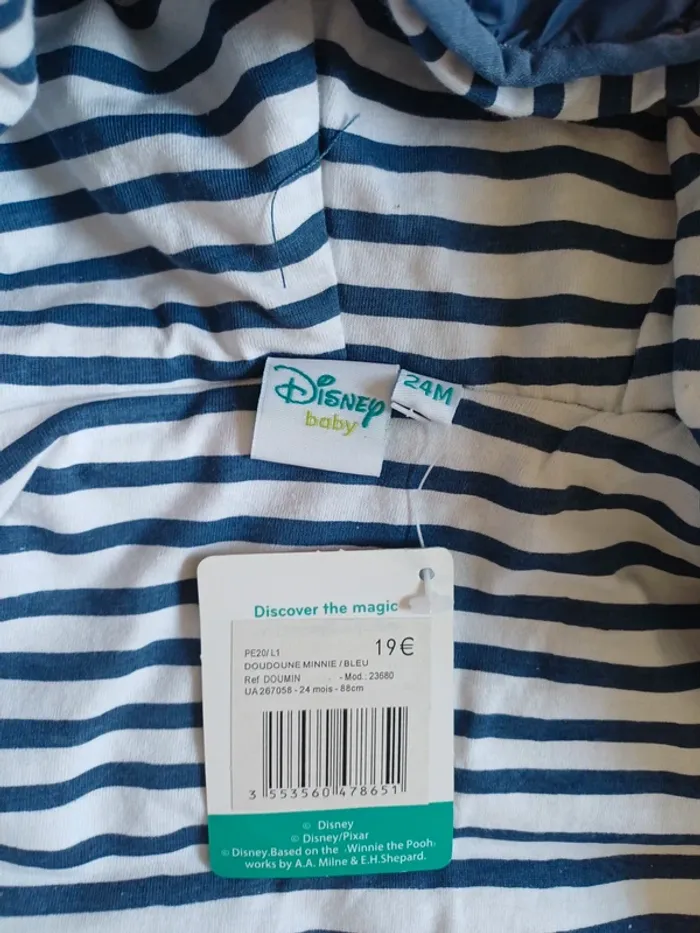 Disney
baby
24M
Discover the magic
19€
PE20/ L1
DOUDOUNE MINNIE / BLEU
Ref DOUMIN - Mod.: 23680
UA 267058 - 24 mois - 88cm
3 553560 478651
© Disney
© Disney/Pixar
© Disney.Based on the .Winnie the Pooh.
works by A.A. Milne & E.H.Shepard.